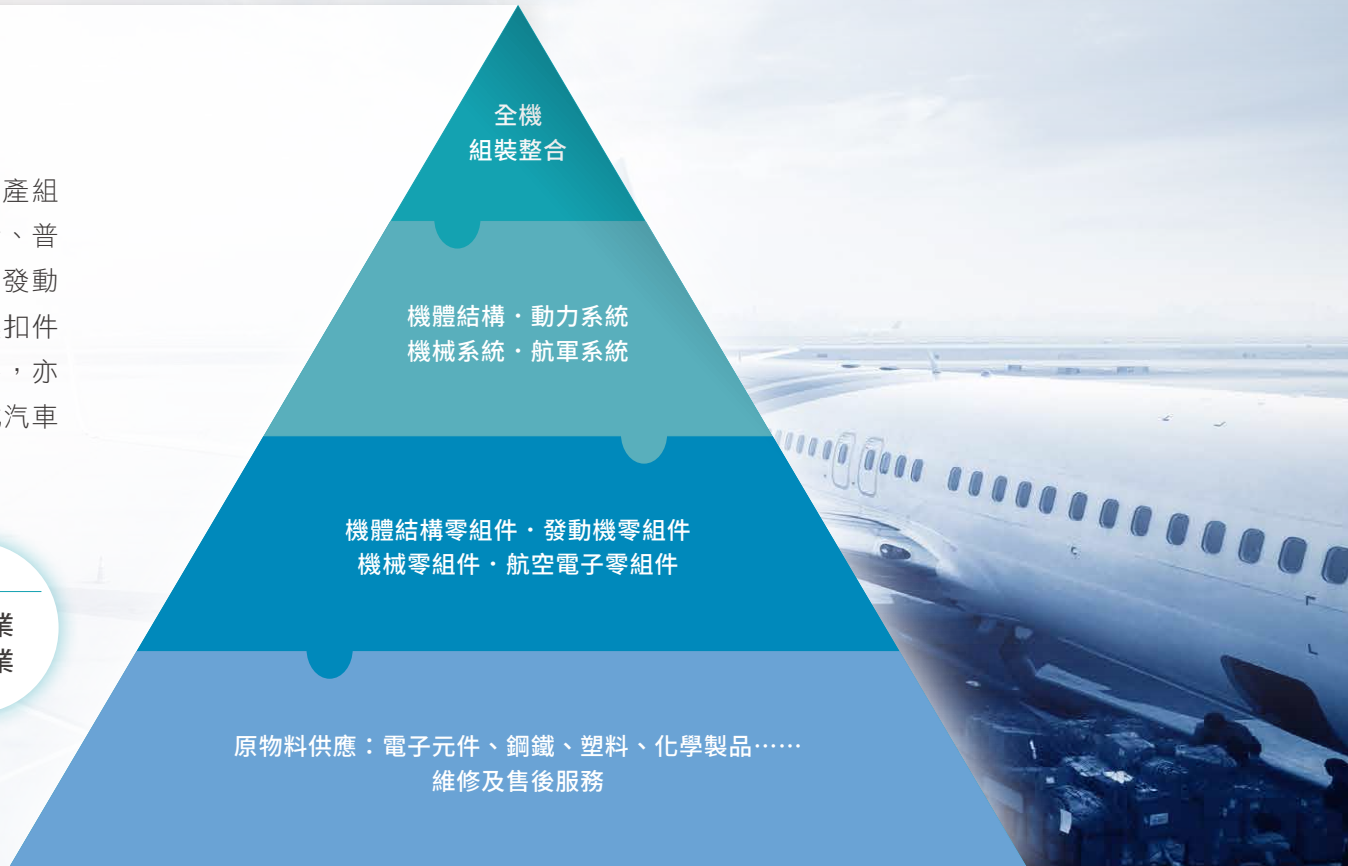 產組
、普
發動
扣件
，亦
汽車
業
業
全機
組裝整合
機體結構・動力系統
機械系統・航軍系統
機體結構零組件・發動機零組件
機械零組件・航空電子零組件
原物料供應：電子元件、鋼鐵、塑料、化學製品……
維修及售後服務